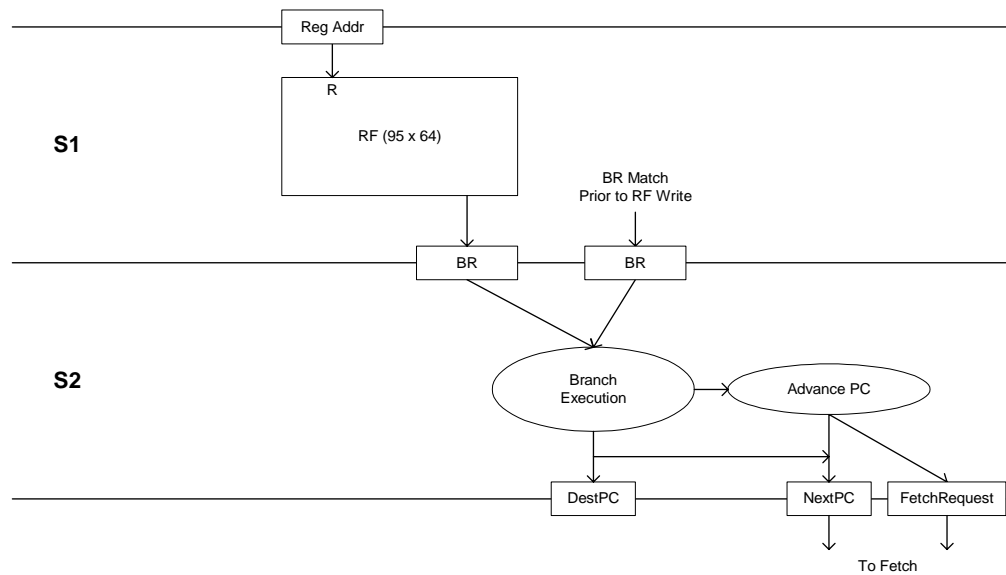 Reg Addr
R
RF (95 x 64)
S1
BR Match
Prior to RF Write
BR
BR
S2
Branch
Execution
Advance PC
DestPC
NextPC
FetchRequest
To Fetch